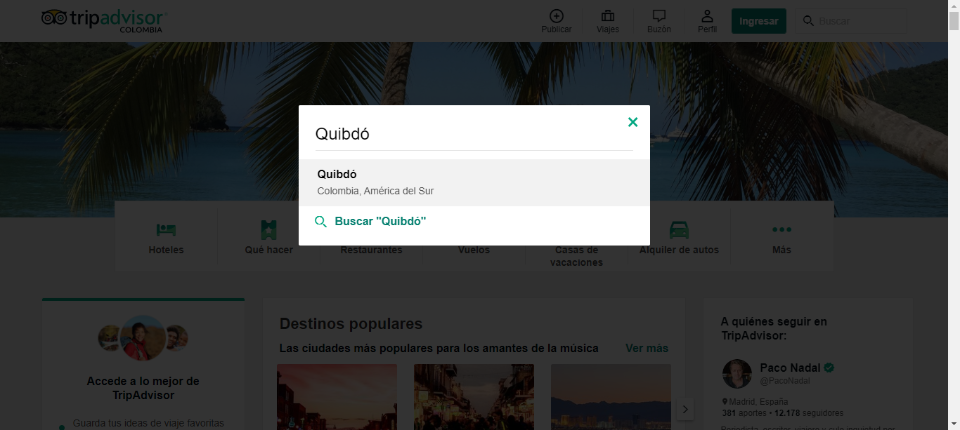 tripadvisor
COLOMBIA
Publicar
Viajes
Buzón
Perfil
Ingresar
Buscar
Quibdó
Quibdó
Colombia, América del Sur
Buscar "Quibdó"
Hoteles
Qué hacer
Restaurantes
Vuelos
Casas de vacaciones
Alquiler de autos
Más
Accede a lo mejor de
TripAdvisor
Guarda tus ideas de viaje favoritas
Destinos populares
Las ciudades más populares para los amantes de la música
Ver más
A quiénes seguir en
TripAdvisor:
Paco Nadal
@PacoNadal
Madrid, España
381 aportes • 12.178 seguidores